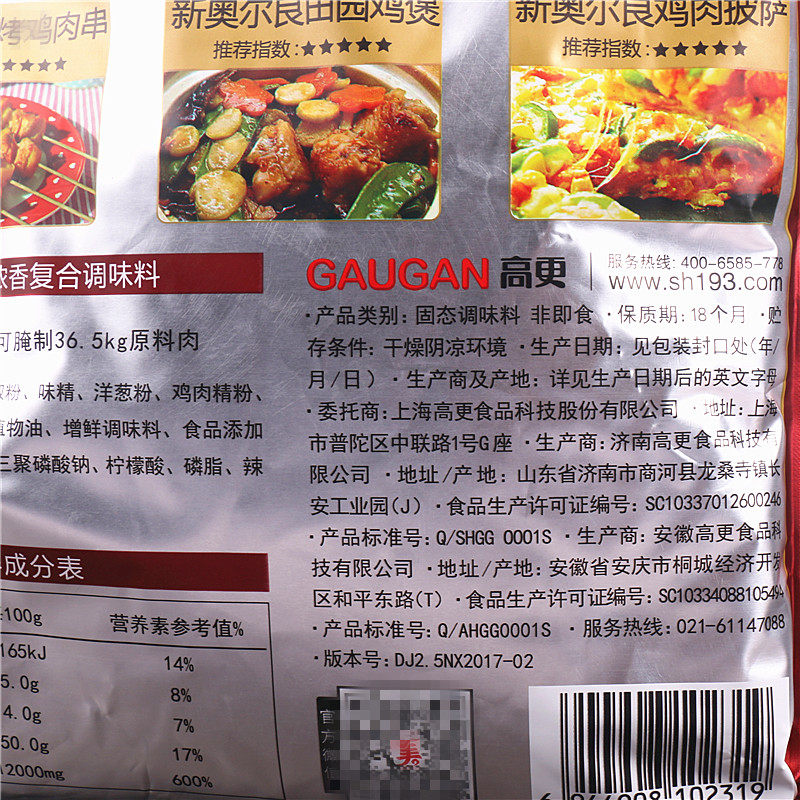 烤鸡肉串
★★★★
新奥尔良田园鸡煲
推荐指数:★★★★★
新奥尔良鸡肉披萨
推荐指数:★★★★★
浓香复合调味料
可腌制36.5kg原料肉
椒粉、味精、洋葱粉、鸡肉精粉、
植物油、增鲜调味料、食品添加
三聚磷酸钠、柠檬酸、磷脂、辣
成分表
100g 营养素参考值%
165kJ 14%
5.0g 8%
4.0g 7%
50.0g 17%
12000mg 600%
GAUGAN 高更
服务热线: 400-6585-778
www.sh193.com
·产品类别: 固态调味料 非即食 ·保质期: 18个月 ·贮
存条件: 干燥阴凉环境 ·生产日期: 见包装封口处(年/
月/日) ·生产商及产地: 详见生产日期后的英文字母
·委托商:上海高更食品科技股份有限公司 ·地址: 上海
市普陀区中联路1号G座 ·生产商: 济南高更食品科技有
限公司 ·地址/产地: 山东省济南市商河县龙桑寺镇长
安工业园(J) ·食品生产许可证编号: SC10337012600246
·产品标准号: Q/SHGG 0001S ·生产商: 安徽高更食品科
技有限公司 ·地址/产地: 安徽省安庆市桐城经济开发
区和平东路(T) ·食品生产许可证编号: SC10334088105494
·产品标准号: Q/AHGG0001S ·服务热线: 021-61147088
·版本号: DJ2.5NX2017-02
官方微信
102319